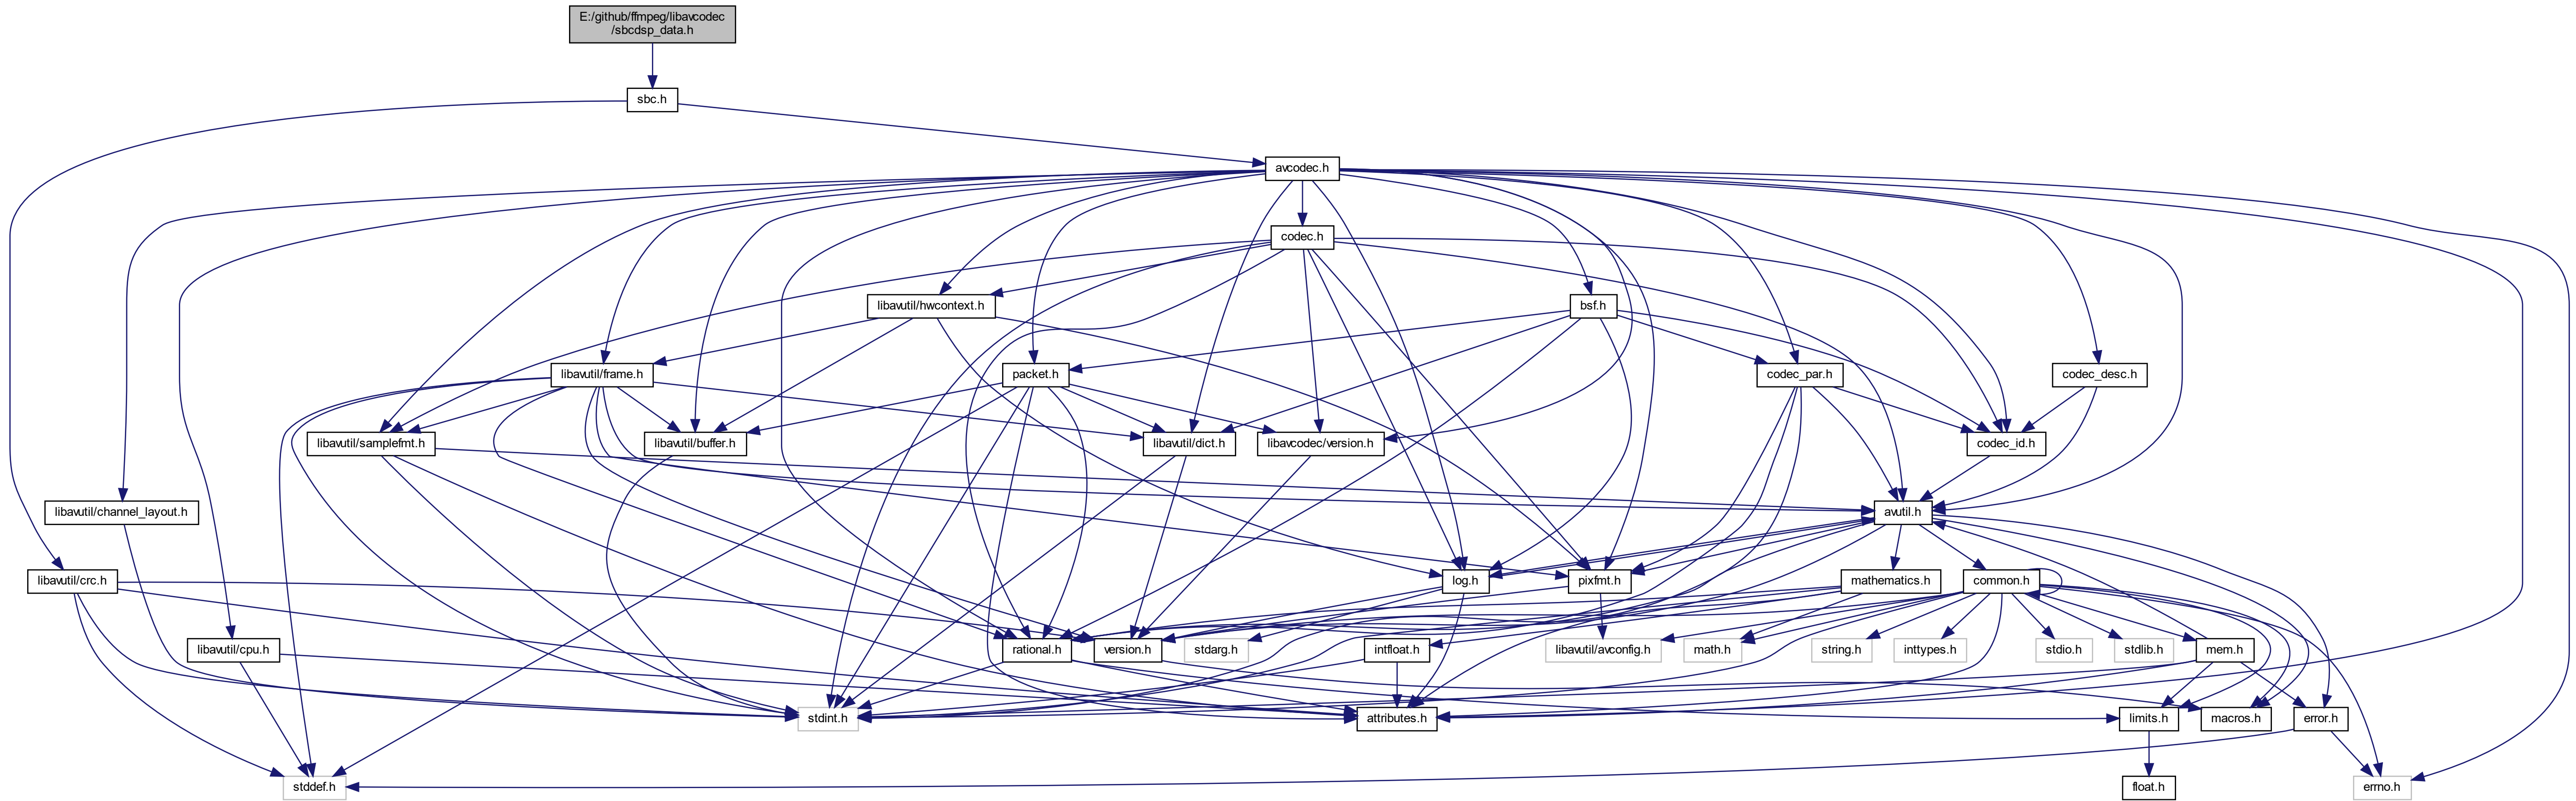 E:/github/ffmpeg/libavcodec
/sbcdsp_data.h
sbc.h
avcodec.h
codec.h
libavutil/hwcontext.h
bsf.h
libavutil/frame.h
packet.h
codec_par.h
codec_desc.h
libavutil/samplefmt.h
libavutil/buffer.h
libavutil/dict.h
libavcodec/version.h
codec_id.h
libavutil/channel_layout.h
avutil.h
libavutil/crc.h
log.h
pixfmt.h
mathematics.h
common.h
libavutil/cpu.h
rational.h
version.h
stdarg.h
intfloat.h
libavutil/avconfig.h
math.h
string.h
inttypes.h
stdio.h
stdlib.h
mem.h
stdint.h
attributes.h
limits.h
macros.h
error.h
stddef.h
float.h
errno.h